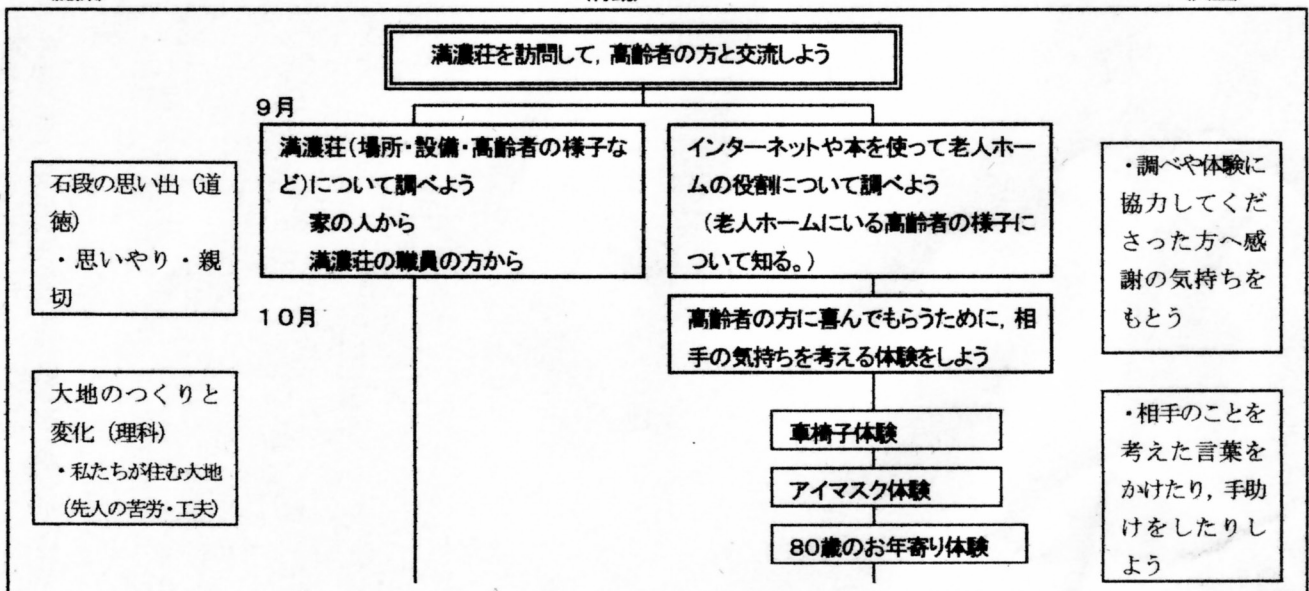 満濃荘を訪問して，高齢者の方と交流しよう
9月
満濃荘(場所・設備・高齢者の様子な
ど)について調べよう
家の人から
満濃荘の職員の方から
インターネットや本を使って老人ホー
ムの役割について調べよう
(老人ホームにいる高齢者の様子に
ついて知る。)
石段の思い出（道
徳）
・思いやり・親
切
・調べや体験に
協力してくだ
さった方へ感
謝の気持ちを
もとう
10月
高齢者の方に喜んでもらうために，相
手の気持ちを考える体験をしよう
大地のつくりと
変化（理科）
・私たちが住む大地
(先人の苦労・工夫)
車椅子体験
アイマスク体験
80歳のお年寄り体験
・相手のことを
考えた言葉を
かけたり，手助
けをしたりし
よう